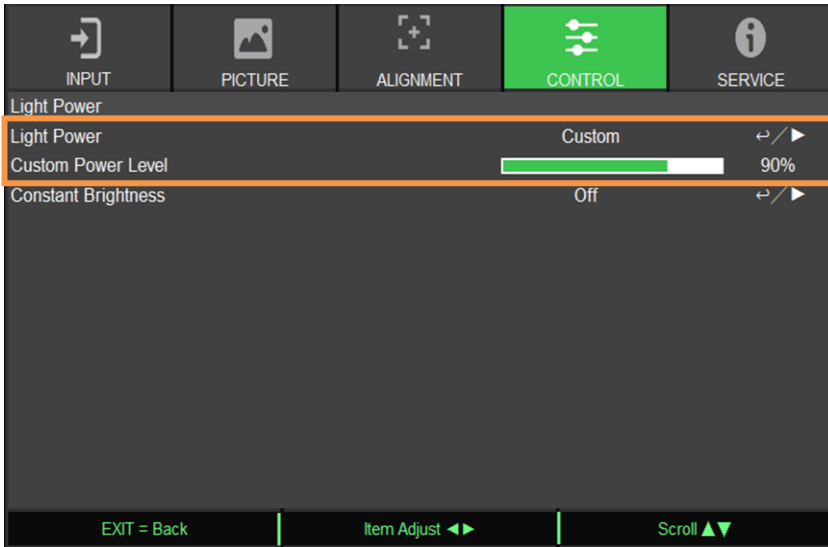 INPUT PICTURE ALIGNMENT CONTROL SERVICE
Light Power
Light Power Custom ↵/▶
Custom Power Level 90%
Constant Brightness Off ↵/▶
EXIT = Back Item Adjust ◀▶ Scroll ▲▼